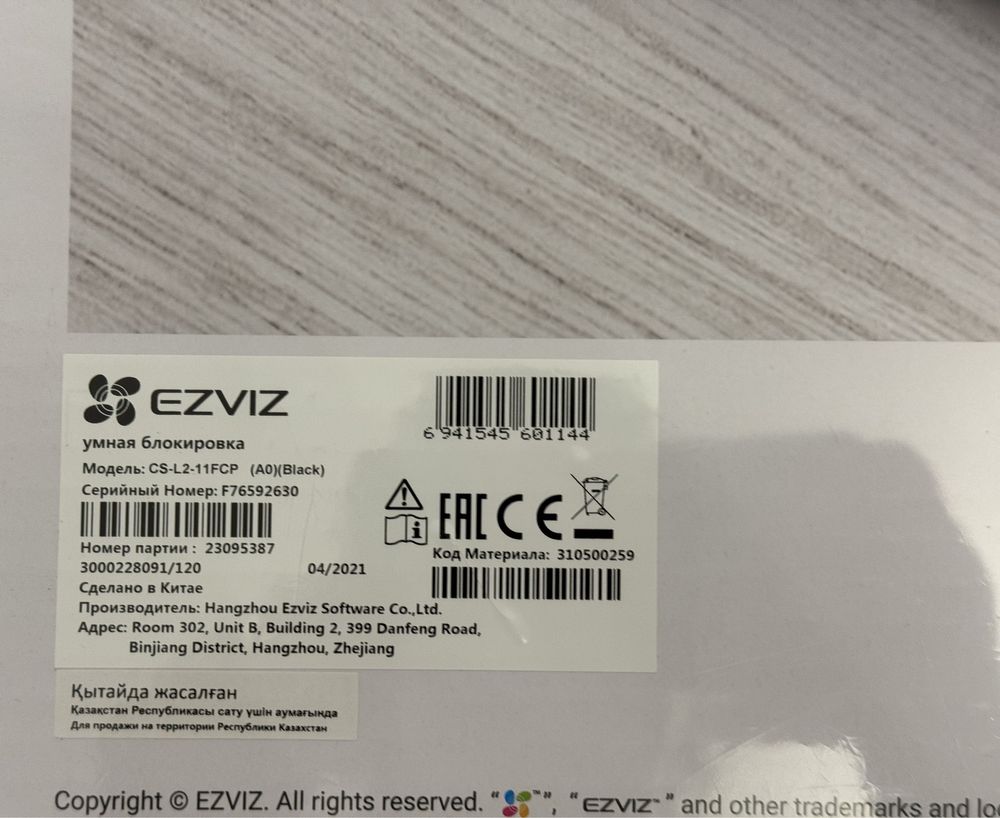 EZVIZ
6 941545 601144
умная блокировка
Модель: CS-L2-11FCP (A0)(Black)
Серийный Номер: F76592630
EAC CE
Номер партии : 23095387
Код Материала: 310500259
3000228091/120 04/2021
Сделано в Китае
Производитель: Hangzhou Ezviz Software Co.,Ltd.
Адрес: Room 302, Unit B, Building 2, 399 Danfeng Road,
Binjiang District, Hangzhou, Zhejiang
Қытайда жасалған
Қазақстан Республикасы сату үшін аумағында
Для продажи на территории Республики Казахстан
Copyright © EZVIZ. All rights reserved. “ ™”, “EZVIZ™” and other trademarks and